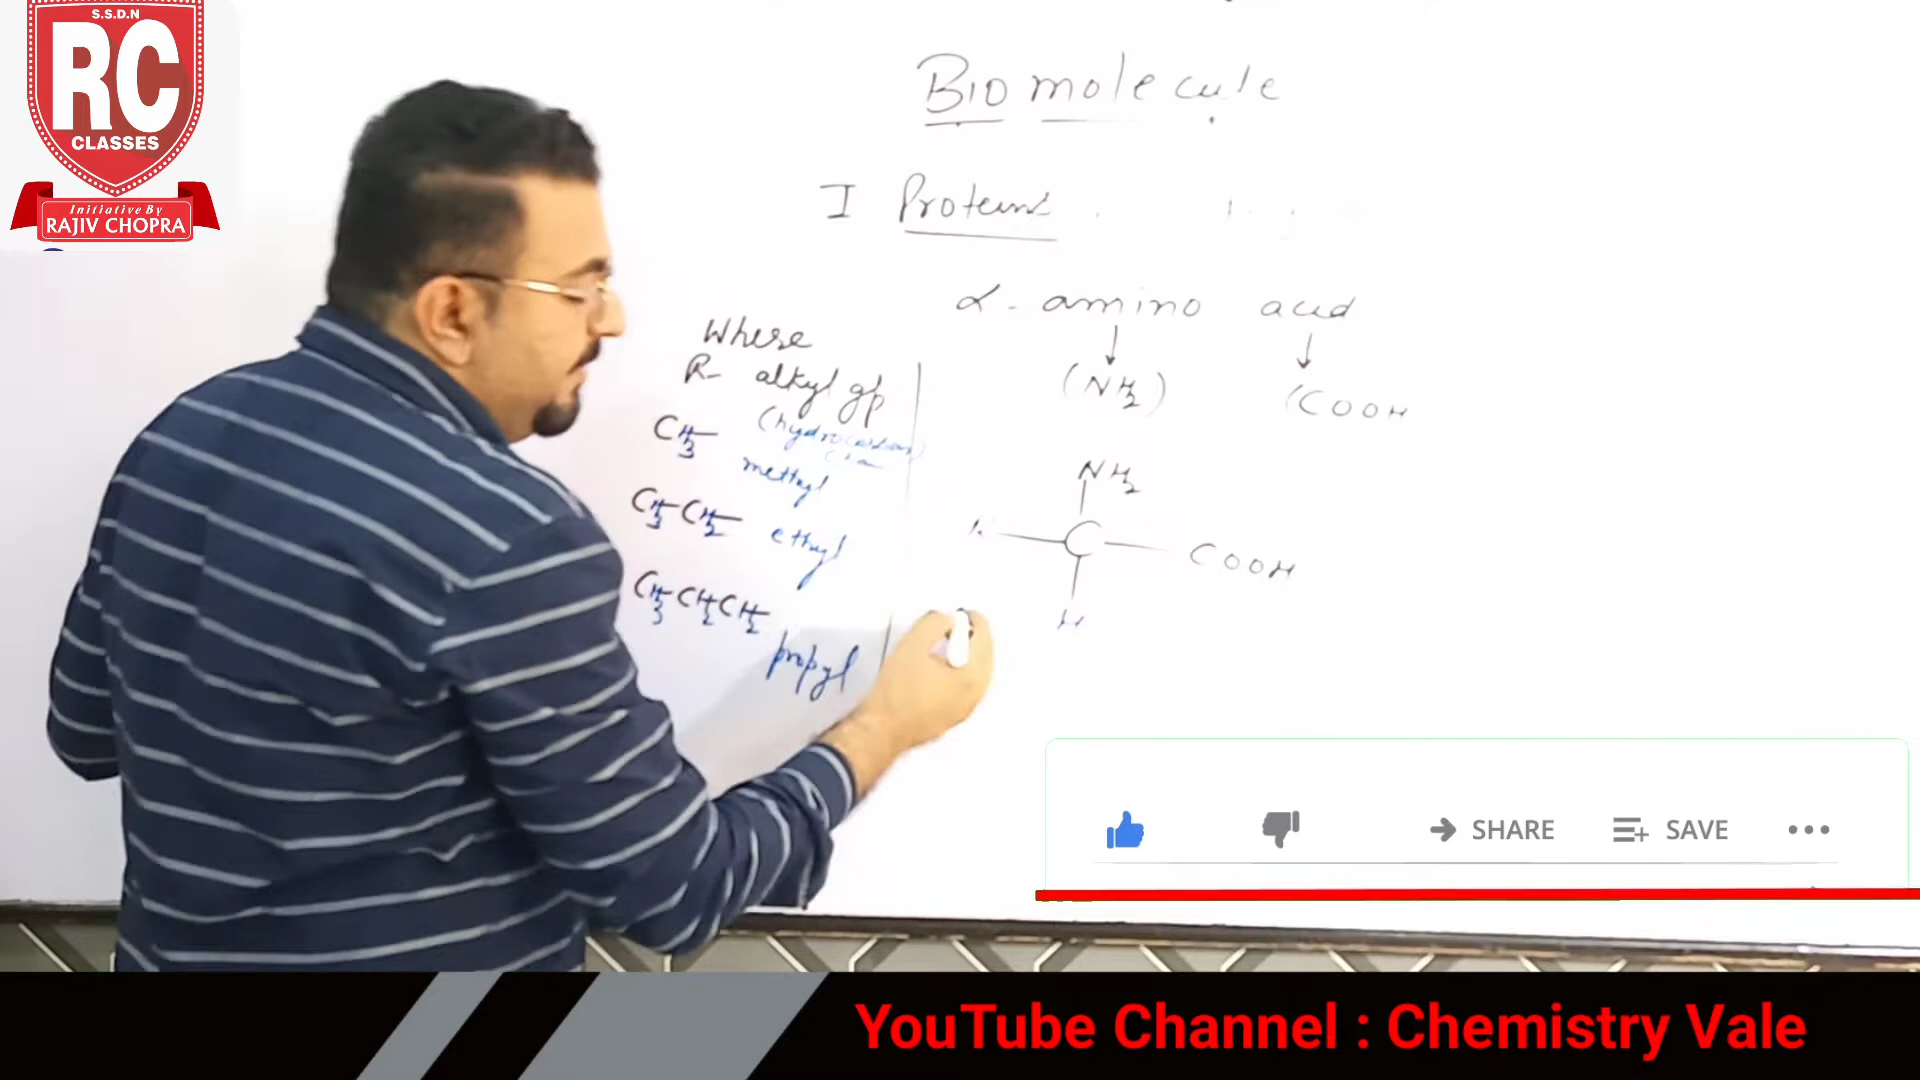 S.S.D.N
RC
CLASSES
Initiative By
RAJIV CHOPRA
Biomolecule
I Proteins
α-amino acid
(NH2)
(COOH
Where
R- alkyl gp
(hydrocarbon
CH3-
methyl
CH3-CH2-
ethyl
CH3CH2CH2-
propyl
NH2
C
COOH
H
SHARE
SAVE
YouTube Channel : Chemistry Vale